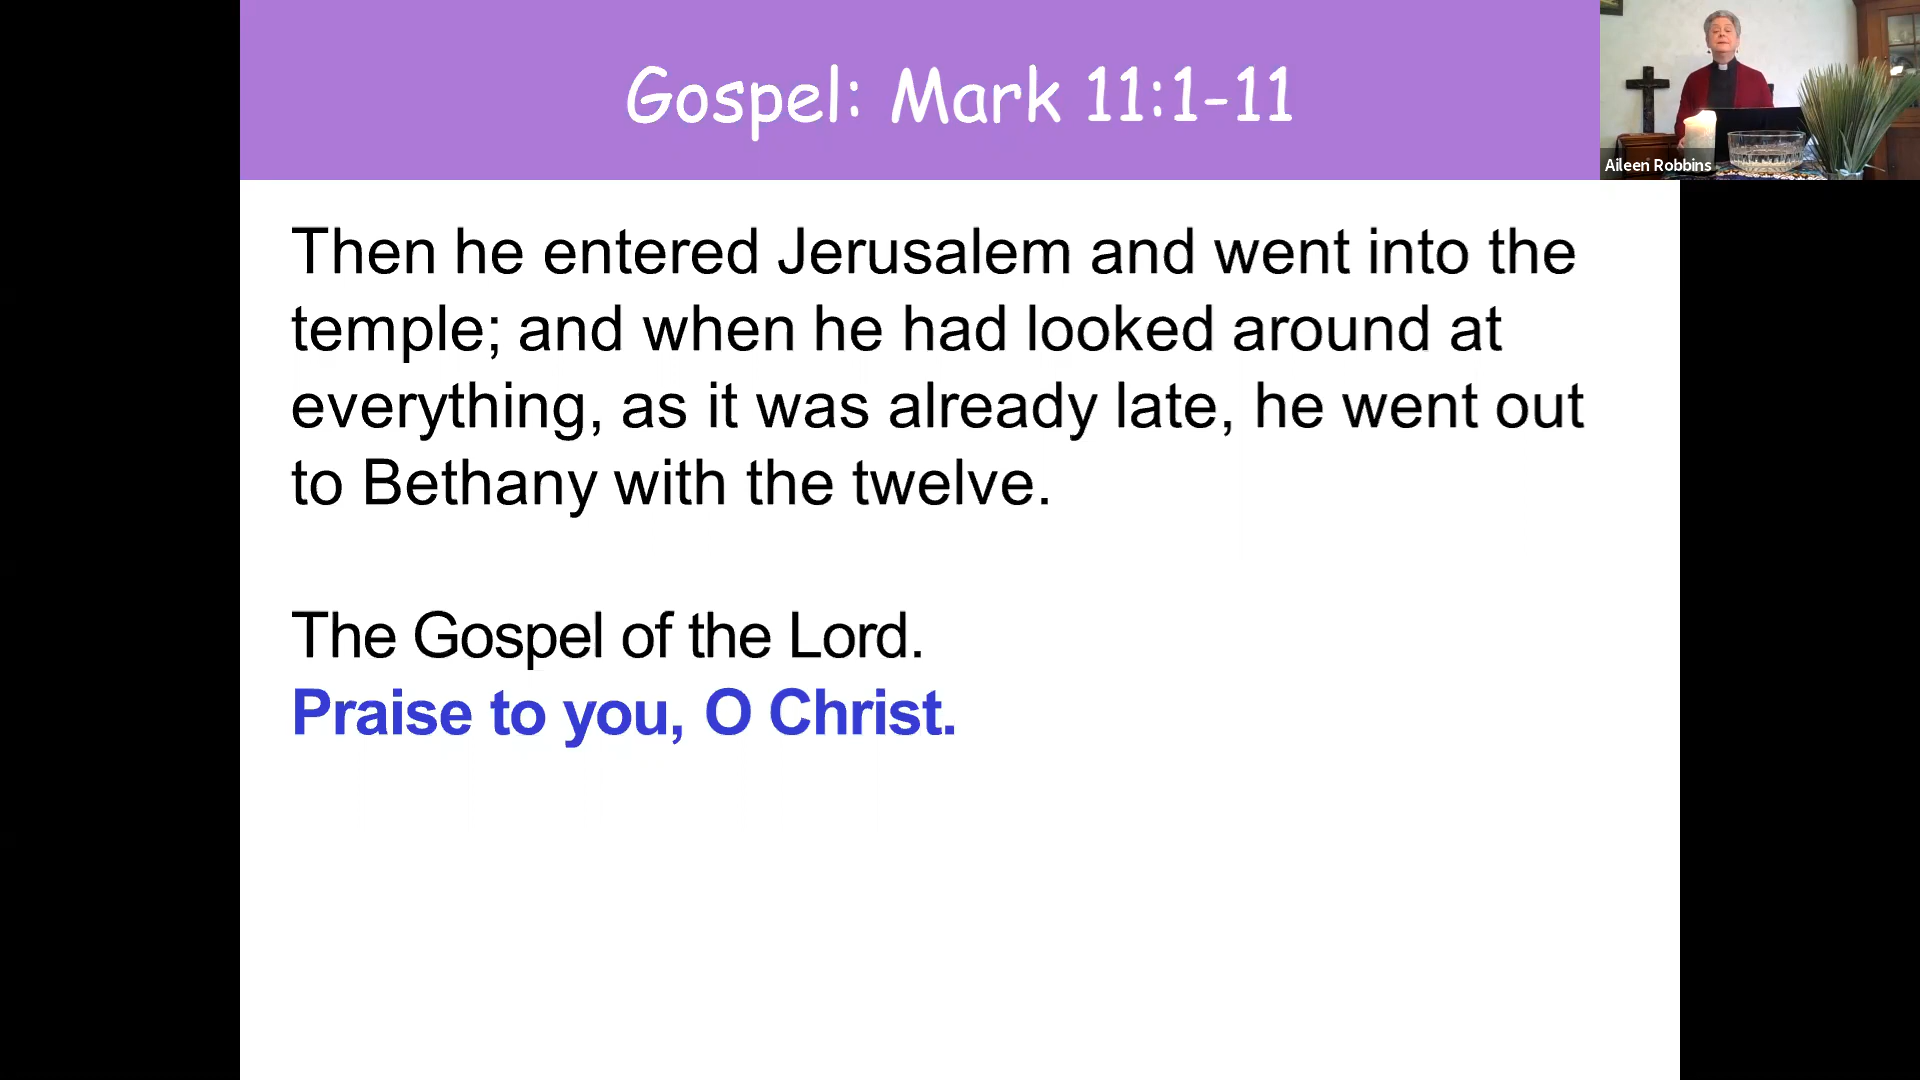 Gospel: Mark 11:1-11
Aileen Robbins
Then he entered Jerusalem and went into the
temple; and when he had looked around at
everything, as it was already late, he went out
to Bethany with the twelve.
The Gospel of the Lord.
Praise to you, O Christ.